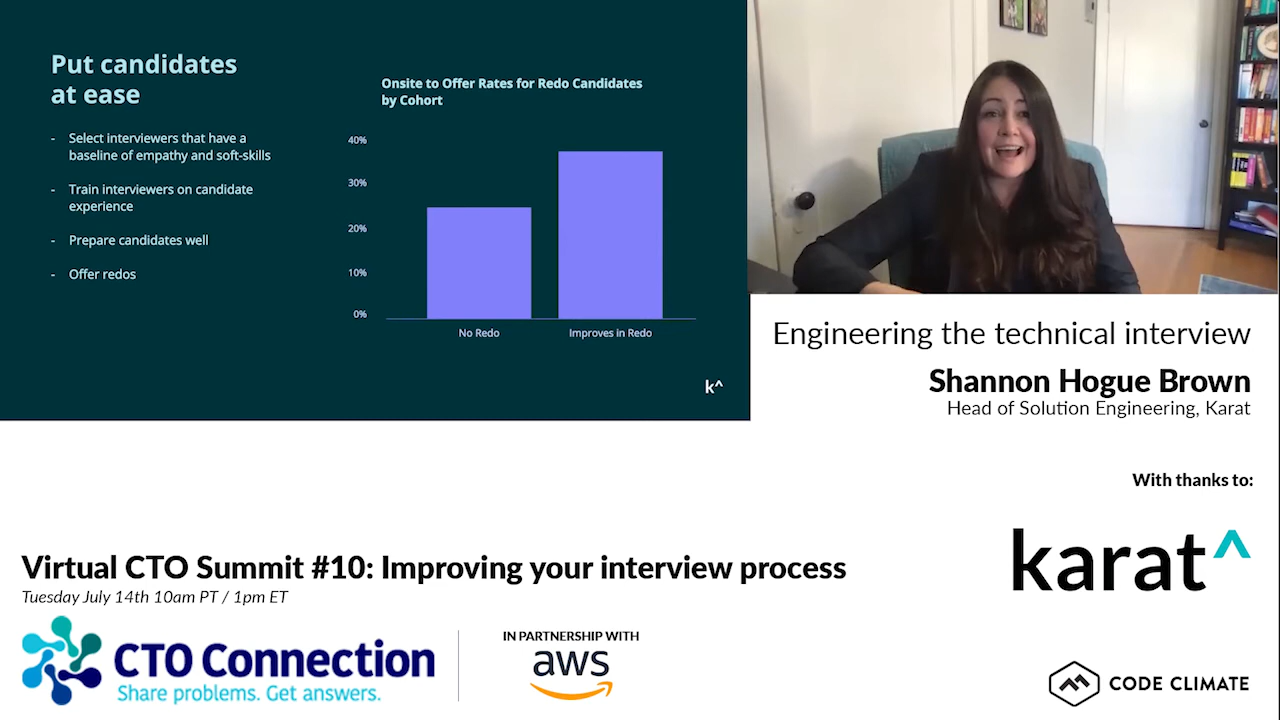 Put candidates
at ease
- Select interviewers that have a
baseline of empathy and soft-skills
- Train interviewers on candidate
experience
- Prepare candidates well
- Offer redos
Onsite to Offer Rates for Redo Candidates
by Cohort
40%
30%
20%
10%
0%
No Redo
Improves in Redo
k^
Engineering the technical interview
Shannon Hogue Brown
Head of Solution Engineering, Karat
With thanks to:
karat^
Virtual CTO Summit #10: Improving your interview process
Tuesday July 14th 10am PT / 1pm ET
CTO Connection
Share problems. Get answers.
IN PARTNERSHIP WITH
aws
CODE CLIMATE